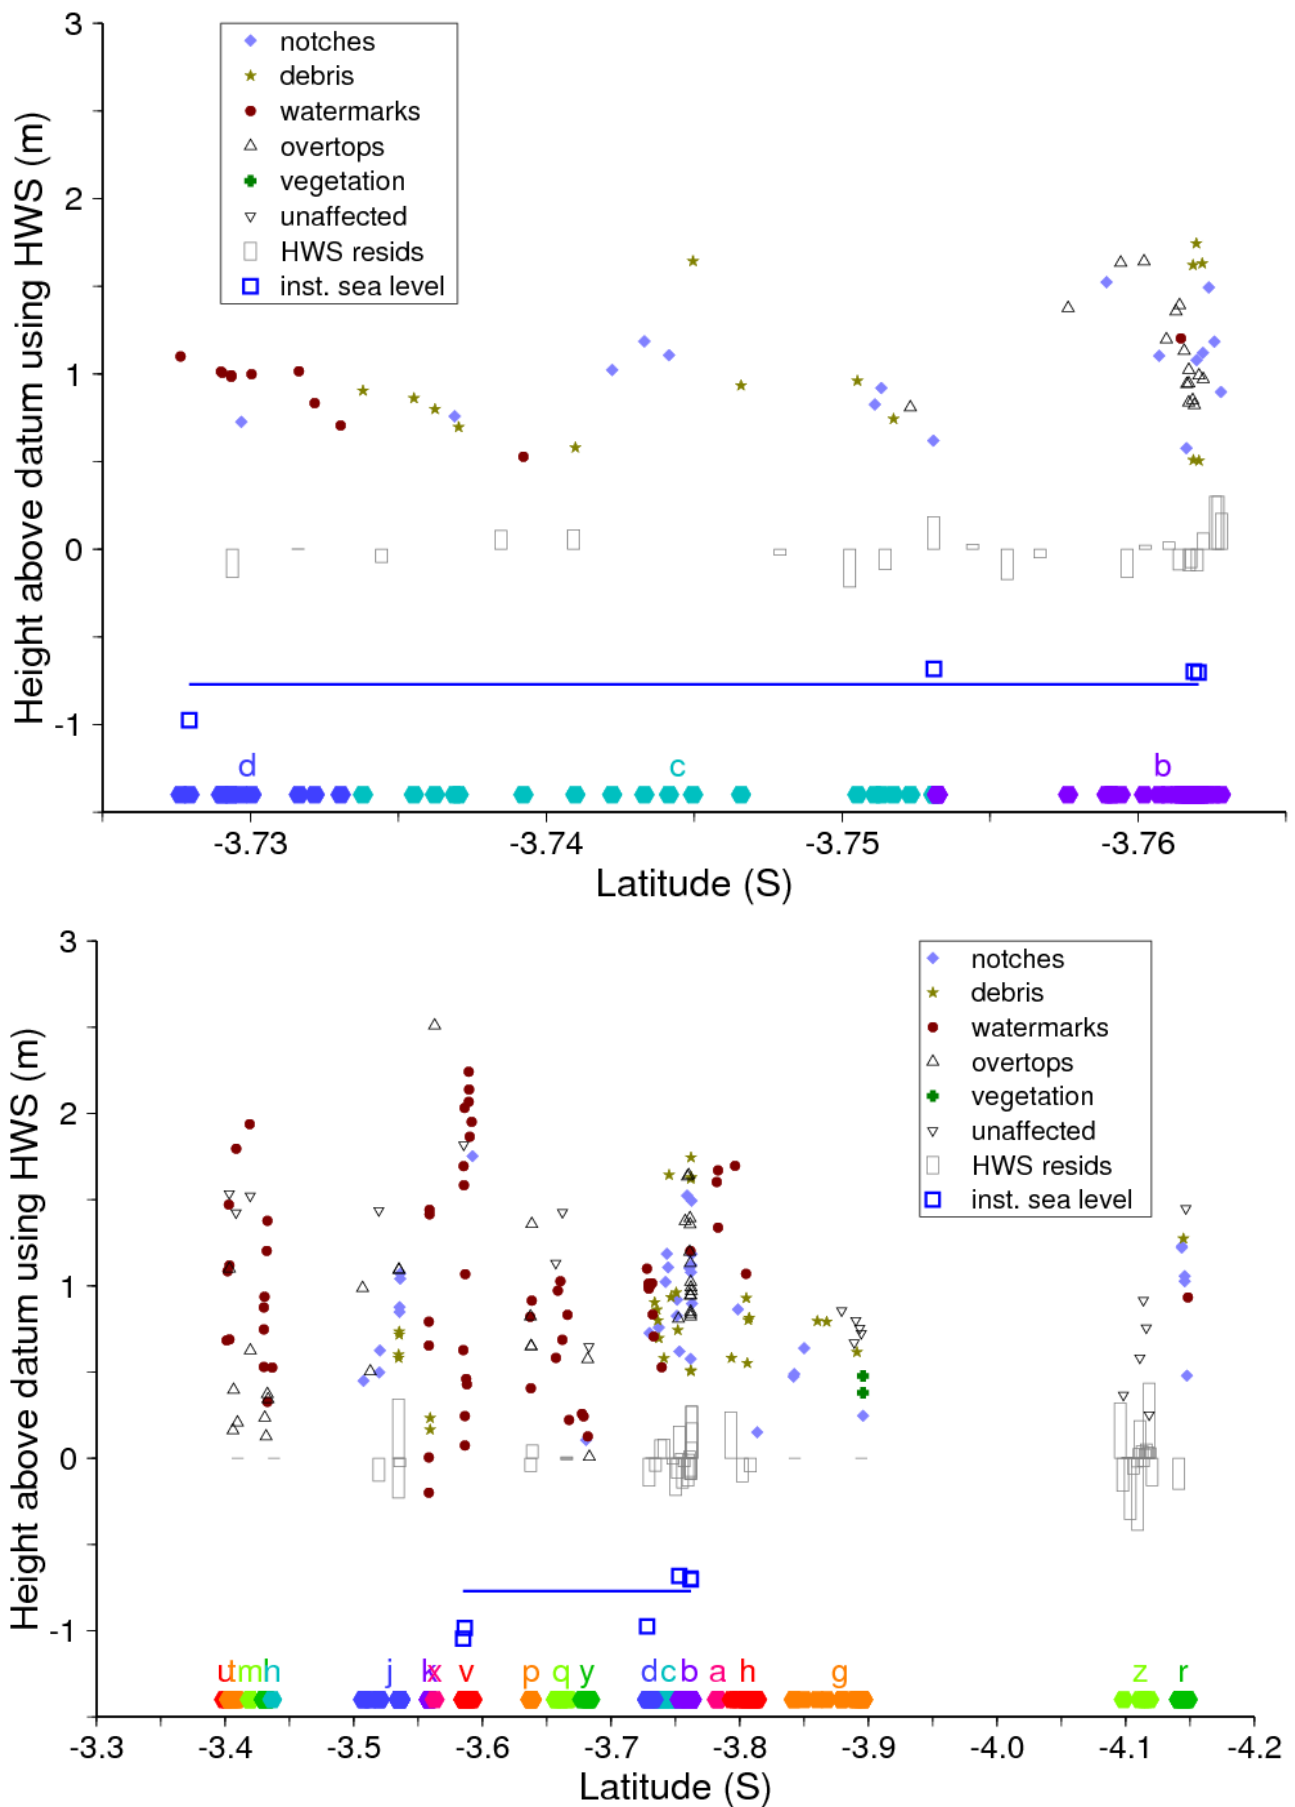 3
notches
debris
watermarks
overtops
vegetation
unaffected
HWS resids
inst. sea level
2
1
0
-1
Height above datum using HWS (m)
d c b
-3.73 -3.74 -3.75 -3.76
Latitude (S)
3
notches
debris
watermarks
overtops
vegetation
unaffected
HWS resids
inst. sea level
2
1
0
-1
Height above datum using HWS (m)
u t m h j k x v p q y d c b a h g z r
-3.3 -3.4 -3.5 -3.6 -3.7 -3.8 -3.9 -4.0 -4.1 -4.2
Latitude (S)